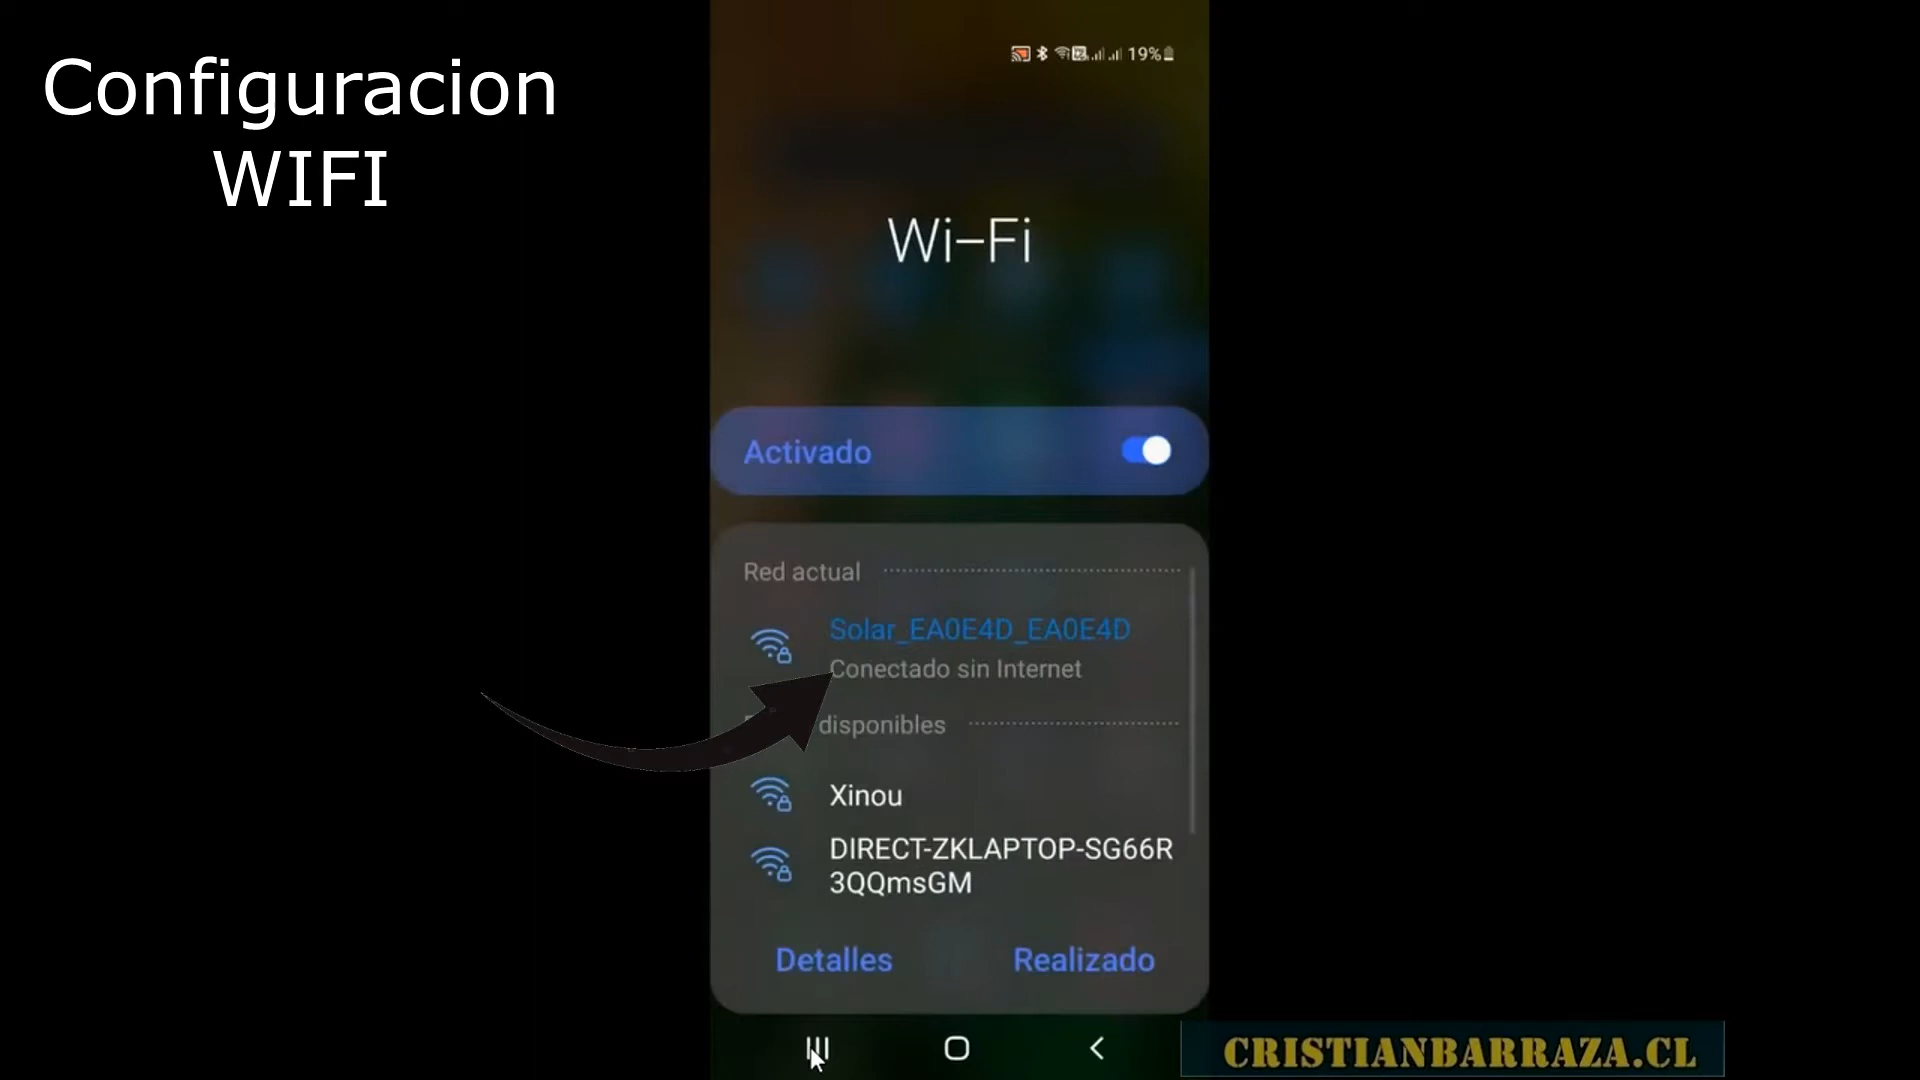 Configuracion
WIFI
19%
Wi-Fi
Activado
Red actual
Solar_EA0E4D_EA0E4D
Conectado sin Internet
disponibles
Xinou
DIRECT-ZKLAPTOP-SG66R
3QQmsGM
Detalles
Realizado
CRISTIANBARRAZA.CL